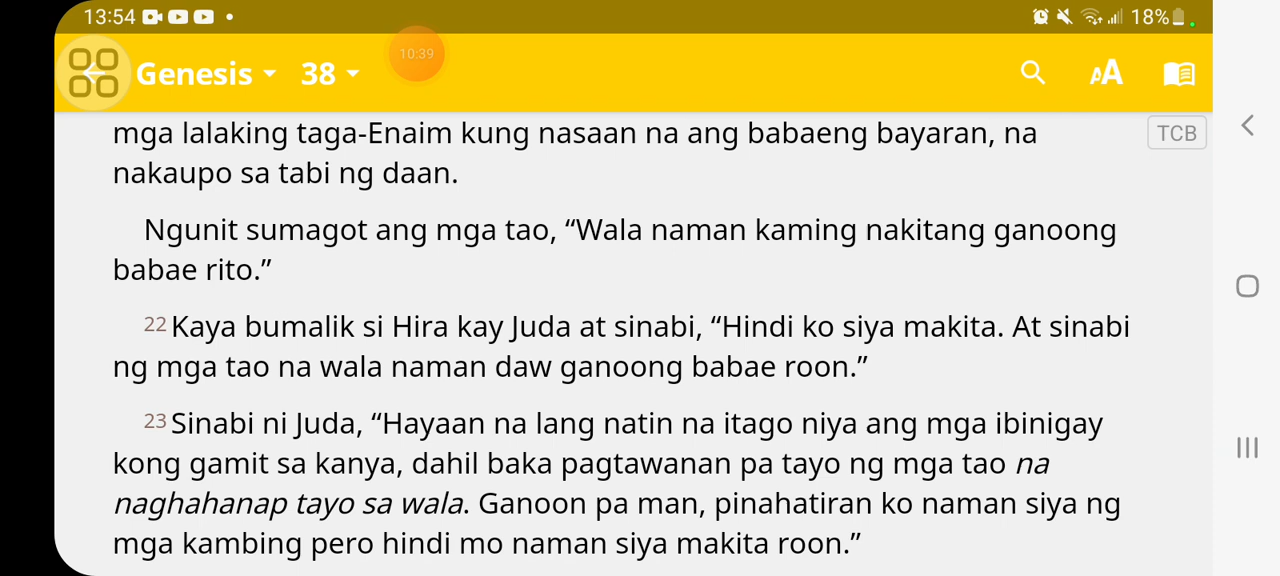 13:54 18%
10:39
Genesis 38
TCB
mga lalaking taga-Enaim kung nasaan na ang babaeng bayaran, na
nakaupo sa tabi ng daan.
Ngunit sumagot ang mga tao, “Wala naman kaming nakitang ganoong
babae rito.”
22 Kaya bumalik si Hira kay Juda at sinabi, “Hindi ko siya makita. At sinabi
ng mga tao na wala naman daw ganoong babae roon.”
23 Sinabi ni Juda, “Hayaan na lang natin na itago niya ang mga ibinigay
kong gamit sa kanya, dahil baka pagtawanan pa tayo ng mga tao na
naghahanap tayo sa wala. Ganoon pa man, pinahatiran ko naman siya ng
mga kambing pero hindi mo naman siya makita roon.”